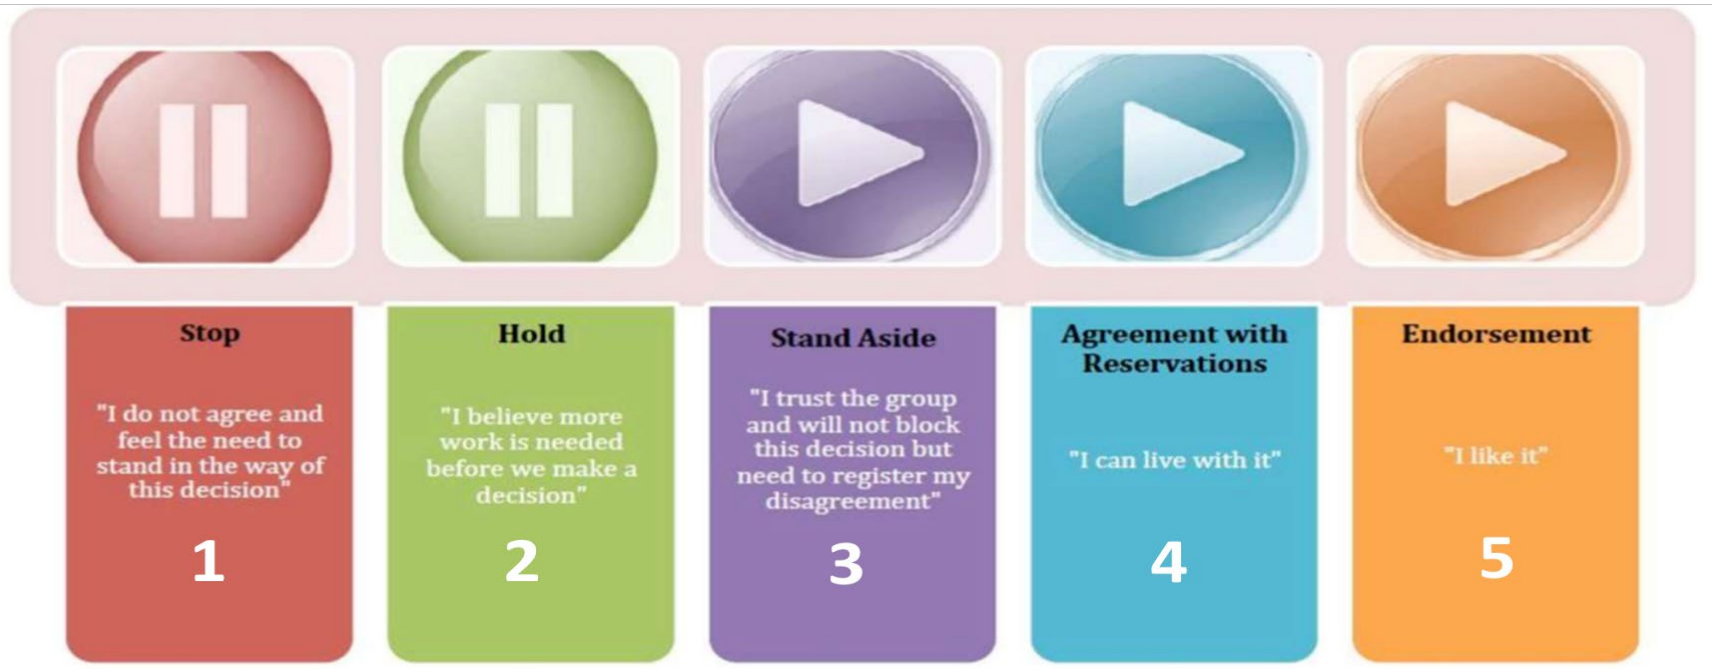 Stop
"I do not agree and
feel the need to
stand in the way of
this decision"
1
Hold
"I believe more
work is needed
before we make a
decision"
2
Stand Aside
"I trust the group
and will not block
this decision but
need to register my
disagreement"
3
Agreement with
Reservations
"I can live with it"
4
Endorsement
"I like it"
5